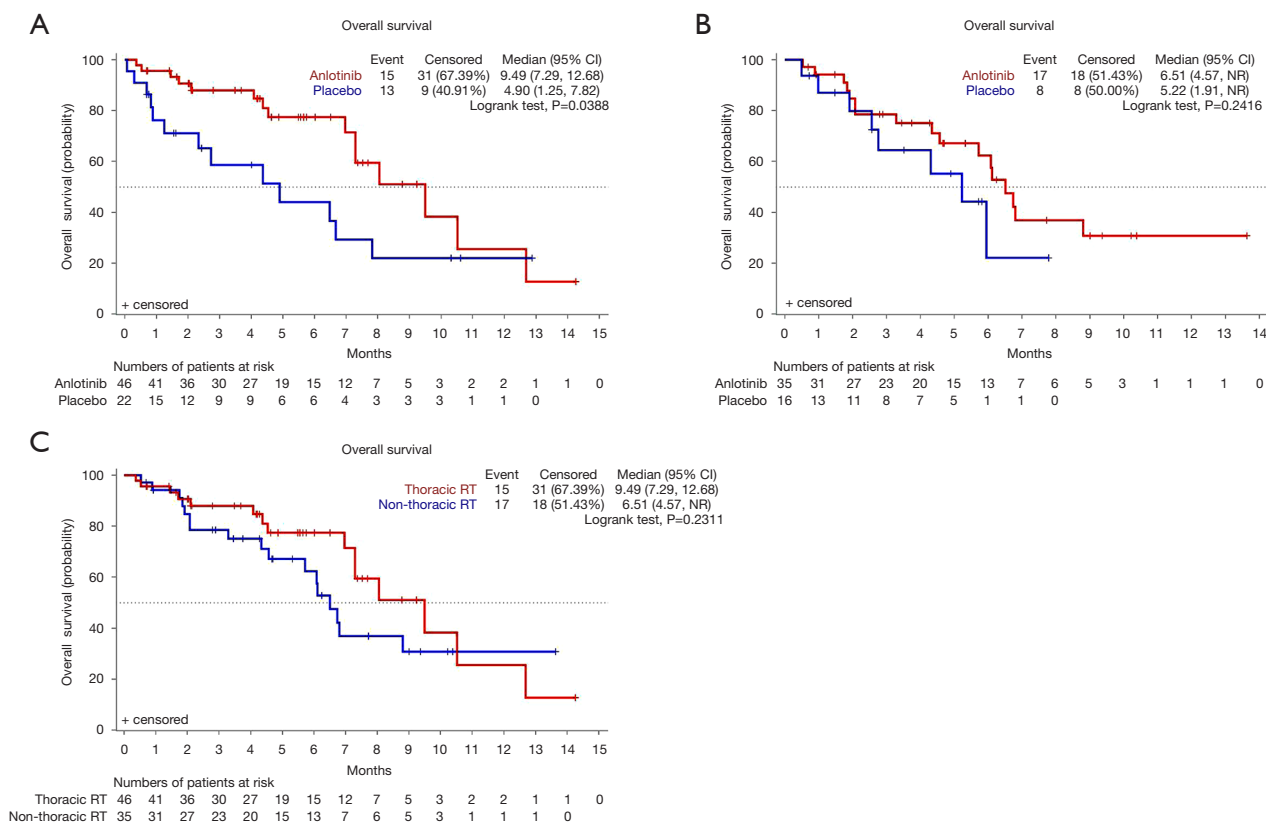 A
Overall survival
Event Censored Median (95% CI)
Anlotinib 15 31 (67.39%) 9.49 (7.29, 12.68)
Placebo 13 9 (40.91%) 4.90 (1.25, 7.82)
Logrank test, P=0.0388
Overall survival (probability)
100
80
60
40
20
0
+ censored
0 1 2 3 4 5 6 7 8 9 10 11 12 13 14 15
Months
Numbers of patients at risk
Anlotinib 46 41 36 30 27 19 15 12 7 5 3 2 2 1 1 0
Placebo 22 15 12 9 9 6 6 4 3 3 3 1 1 0
B
Overall survival
Event Censored Median (95% CI)
Anlotinib 17 18 (51.43%) 6.51 (4.57, NR)
Placebo 8 8 (50.00%) 5.22 (1.91, NR)
Logrank test, P=0.2416
Overall survival (probability)
100
80
60
40
20
0
+ censored
0 1 2 3 4 5 6 7 8 9 10 11 12 13 14
Months
Numbers of patients at risk
Anlotinib 35 31 27 23 20 15 13 7 6 5 3 1 1 1 0
Placebo 16 13 11 8 7 5 1 1 0
C
Overall survival
Event Censored Median (95% CI)
Thoracic RT 15 31 (67.39%) 9.49 (7.29, 12.68)
Non-thoracic RT 17 18 (51.43%) 6.51 (4.57, NR)
Logrank test, P=0.2311
Overall survival (probability)
100
80
60
40
20
0
+ censored
0 1 2 3 4 5 6 7 8 9 10 11 12 13 14 15
Months
Numbers of patients at risk
Thoracic RT 46 41 36 30 27 19 15 12 7 5 3 2 2 1 1 0
Non-thoracic RT 35 31 27 23 20 15 13 7 6 5 3 1 1 1 0